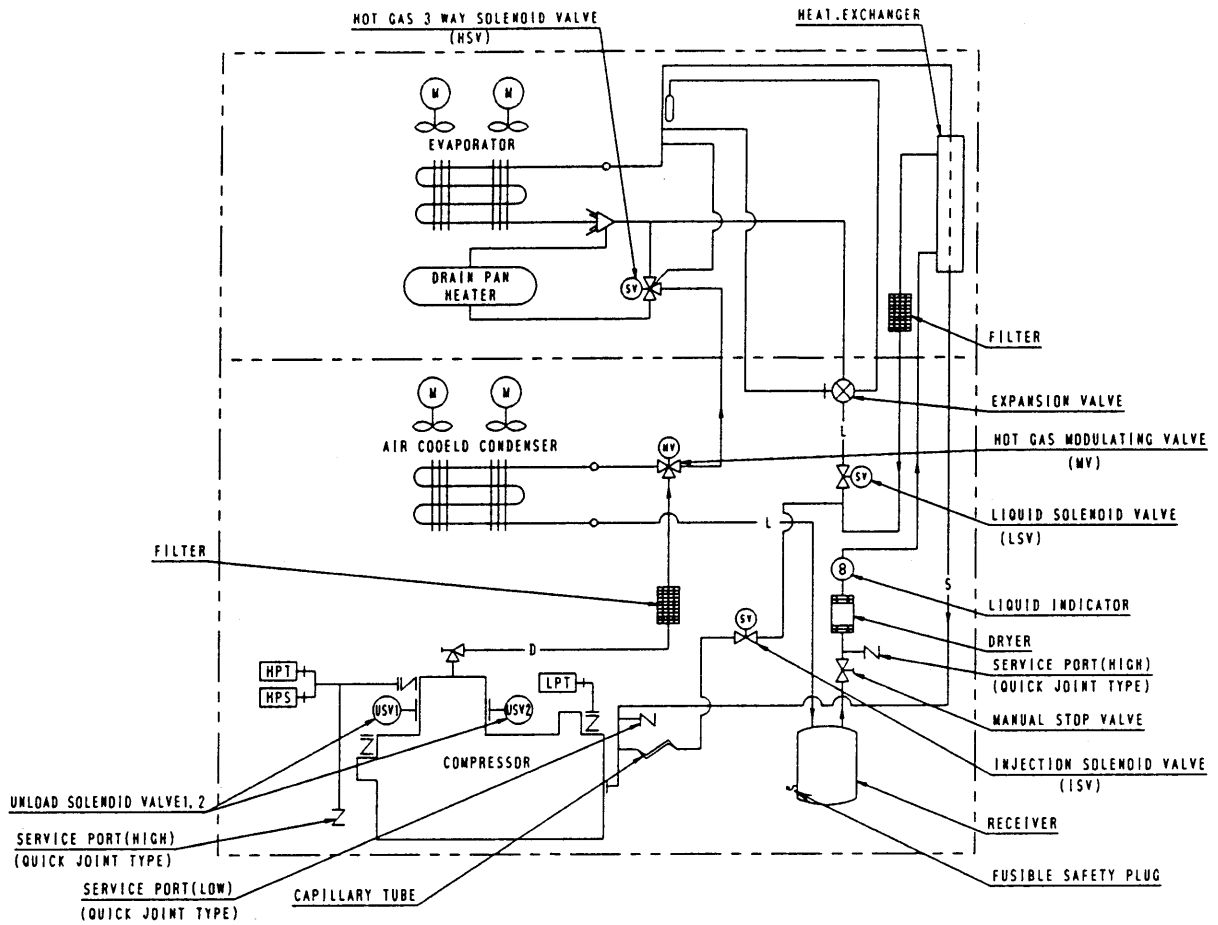 HOT GAS 3 WAY SOLENOID VALVE
(HSV)
HEAT.EXCHANGER
M
M
EVAPORATOR
DRAIN PAN
HEATER
SV
FILTER
M
M
EXPANSION VALVE
AIR COOELD CONDENSER
L
MV
HOT GAS MODULATING VALVE
(MV)
SV
L
LIQUID SOLENOID VALVE
(LSV)
FILTER
8
S
LIQUID INDICATOR
SV
DRYER
D
SERVICE PORT(HIGH)
(QUICK JOINT TYPE)
HPT
LPT
HPS
USV1
USV2
MANUAL STOP VALVE
COMPRESSOR
INJECTION SOLENOID VALVE
(ISV)
UNLOAD SOLENOID VALVE1,2
RECEIVER
SERVICE PORT(HIGH)
(QUICK JOINT TYPE)
FUSIBLE SAFETY PLUG
SERVICE PORT(LOW)
(QUICK JOINT TYPE)
CAPILLARY TUBE